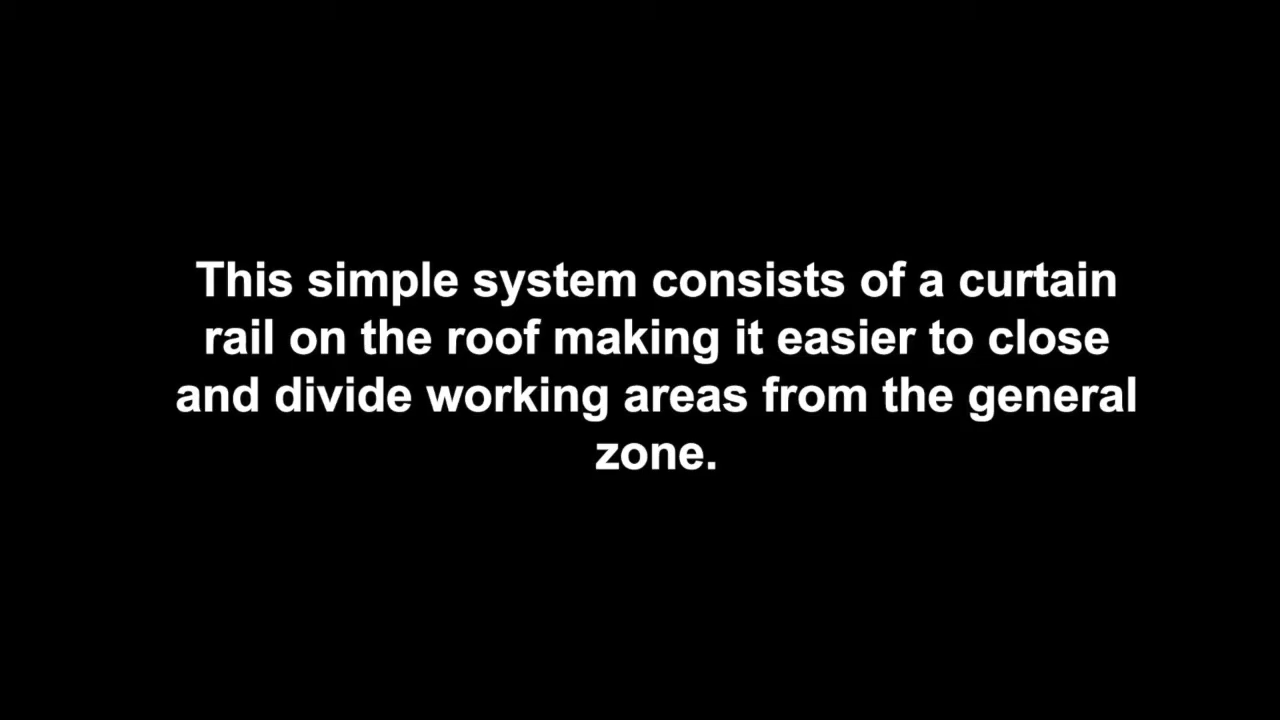 This simple system consists of a curtain
rail on the roof making it easier to close
and divide working areas from the general
zone.